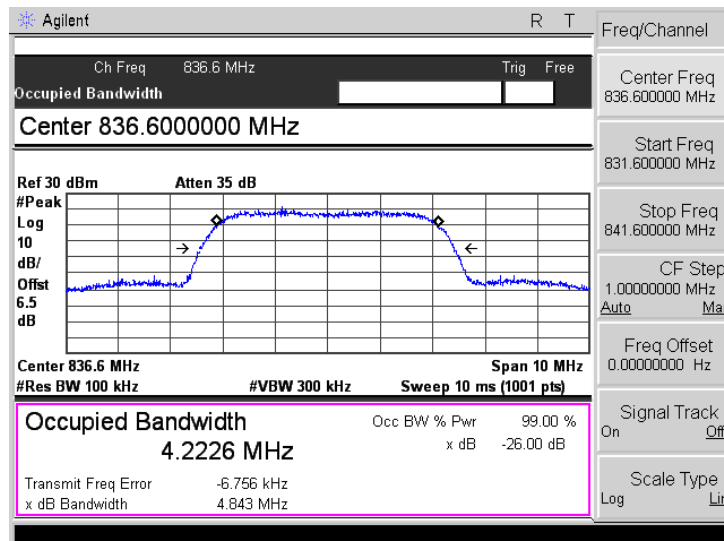 Agilent R T
Freq/Channel
Ch Freq 836.6 MHz Trig Free
Occupied Bandwidth
Center 836.6000000 MHz
Ref 30 dBm Atten 35 dB
#Peak
Log
10
dB/
Offst
6.5
dB
Center 836.6 MHz Span 10 MHz
#Res BW 100 kHz #VBW 300 kHz Sweep 10 ms (1001 pts)
Occupied Bandwidth Occ BW % Pwr 99.00 %
4.2226 MHz x dB -26.00 dB
Transmit Freq Error -6.756 kHz
x dB Bandwidth 4.843 MHz
Center Freq
836.600000 MHz
Start Freq
831.600000 MHz
Stop Freq
841.600000 MHz
CF Step
1.00000000 MHz
Auto Ma
Freq Offset
0.00000000 Hz
Signal Track
On Off
Scale Type
Log Lin